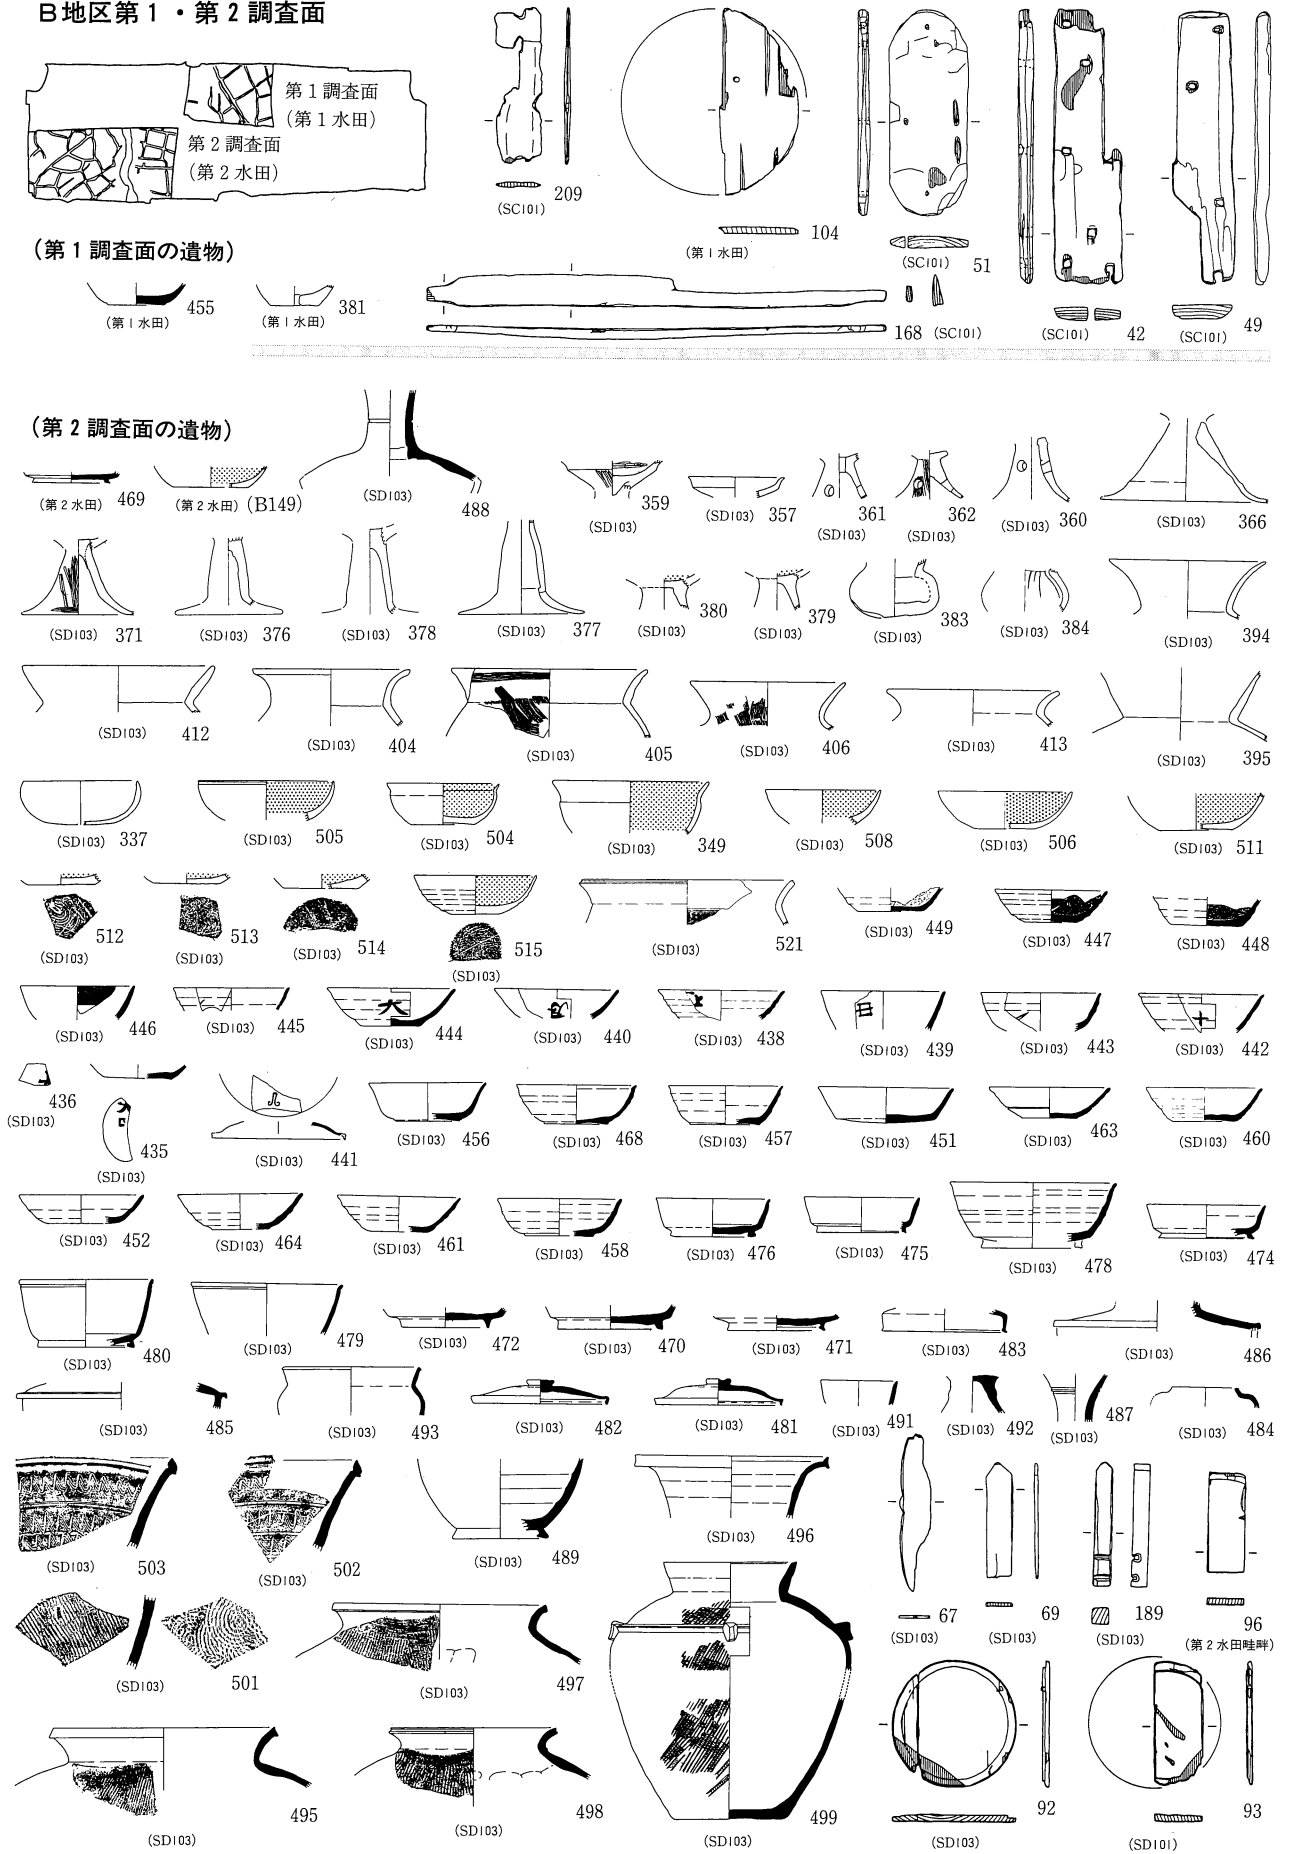 B地区第1・第2調査面
第1調査面
(第1水田)
第2調査面
(第2水田)
209
(SC101)
104
(第1水田)
(SC101) 51
(SC101) 42
(SC101) 49
(第1調査面の遺物)
455
(第1水田)
381
(第1水田)
168 (SC101)
(第2調査面の遺物)
(第2水田) 469
(第2水田) (B149)
(SD103) 488
(SD103) 359
(SD103) 357
(SD103) 361
(SD103) 362
(SD103) 360
(SD103) 366
(SD103) 371
(SD103) 376
(SD103) 378
(SD103) 377
(SD103) 380
(SD103) 379
(SD103) 383
(SD103) 384
(SD103) 394
(SD103) 412
(SD103) 404
(SD103) 405
(SD103) 406
(SD103) 413
(SD103) 395
(SD103) 337
(SD103) 505
(SD103) 504
(SD103) 349
(SD103) 508
(SD103) 506
(SD103) 511
(SD103) 512
(SD103) 513
(SD103) 514
(SD103) 515
(SD103) 521
(SD103) 449
(SD103) 447
(SD103) 448
(SD103) 446
(SD103) 445
大
(SD103) 444
(SD103) 440
(SD103) 438
(SD103) 439
(SD103) 443
十
(SD103) 442
436
(SD103)
435
(SD103)
(SD103) 441
(SD103) 456
(SD103) 468
(SD103) 457
(SD103) 451
(SD103) 463
(SD103) 460
(SD103) 452
(SD103) 464
(SD103) 461
(SD103) 458
(SD103) 476
(SD103) 475
(SD103) 478
(SD103) 474
(SD103) 480
(SD103) 479
(SD103) 472
(SD103) 470
(SD103) 471
(SD103) 483
(SD103) 486
(SD103) 485
(SD103) 493
(SD103) 482
(SD103) 481
(SD103) 491
(SD103) 492
(SD103) 487
(SD103) 484
(SD103) 503
(SD103) 502
(SD103) 489
(SD103) 496
67
(SD103)
69
(SD103)
189
(SD103)
96
(第2水田畦畔)
(SD103) 501
(SD103) 497
(SD103) 495
(SD103) 498
(SD103) 499
92
(SD103)
93
(SD101)